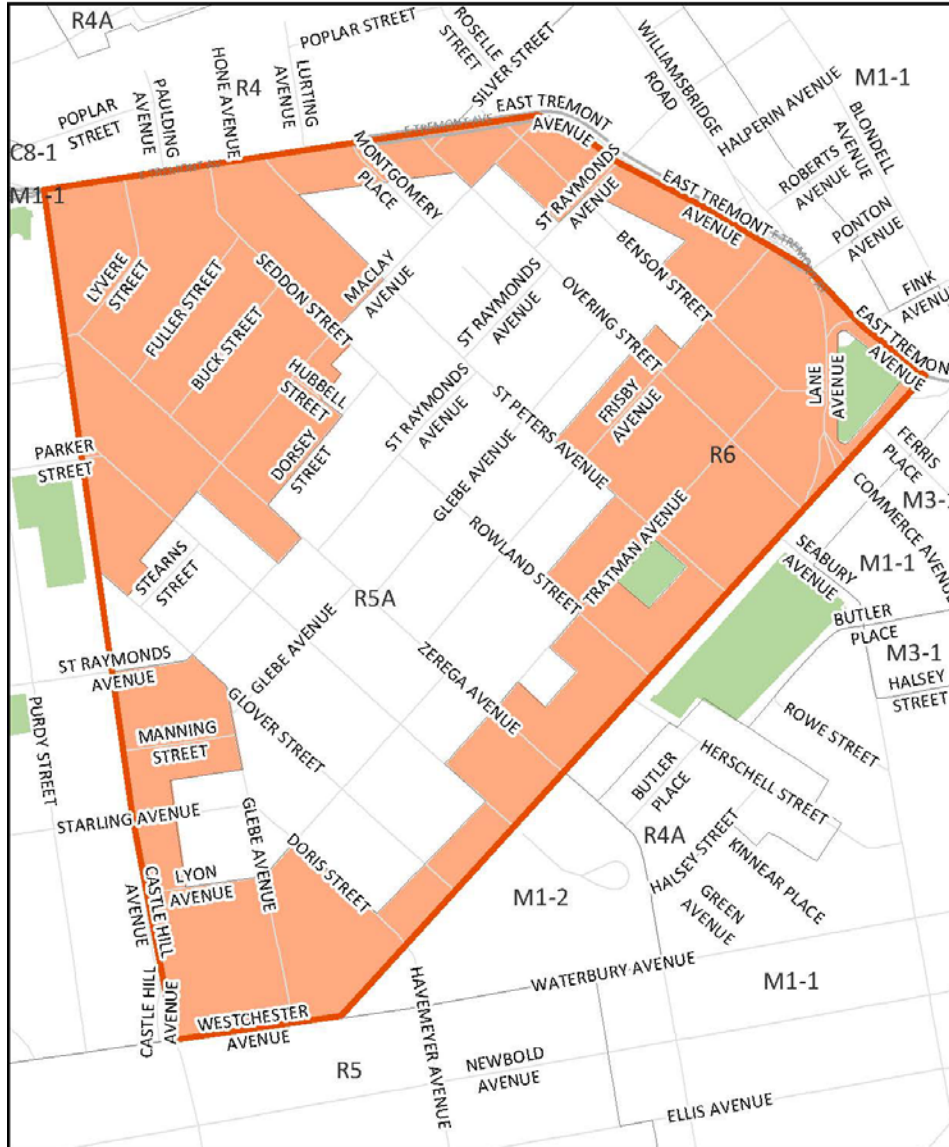 R4A
POPLAR STREET
ROSELLE
STREET
SILVER STREET
WILLIAMSBRIDGE
ROAD
M1-1
HALPERIN AVENUE
BLONDELL
AVENUE
R4
HONE AVENUE
LURTING
AVENUE
PAULDING
AVENUE
POPLAR
STREET
C8-1
M1-1
E TREMONT AVE
EAST TREMONT
AVENUE
ROBERTS
AVENUE
PONTON
AVENUE
FINK
AVENUE
MONTGOMERY
PLACE
ST RAYMONDS
AVENUE
EAST TREMONT
AVENUE
EAST TREMONT
AVENUE
LYVERE
STREET
FULLER STREET
SEDDON STREET
MACLAY
AVENUE
BENSON STREET
OVERING STREET
ST RAYMONDS
AVENUE
BUCK STREET
HUBBELL
STREET
DORSEY
STREET
ST RAYMONDS
AVENUE
ST PETERS AVENUE
FRISBY
AVENUE
LANE
AVENUE
R6
FERRIS
PLACE
COMMERCE AVENUE
PARKER
STREET
GLEBE AVENUE
ROWLAND STREET
TRATMAN AVENUE
SEABURY
AVENUE
M1-1
BUTLER
PLACE
M3-1
HALSEY
STREET
STEARNS
STREET
R5A
GLEBE AVENUE
ZEREGA AVENUE
ST RAYMONDS
AVENUE
GLOVER STREET
PURDY STREET
MANNING
STREET
ROWE STREET
HERSCHELL STREET
BUTLER
PLACE
R4A
HALSEY STREET
KINNEAR PLACE
GREEN
AVENUE
STARLING AVENUE
GLEBE AVENUE
DORIS STREET
LYON
AVENUE
CASTLE HILL
AVENUE
M1-2
CASTLE HILL
AVENUE
WESTCHESTER
AVENUE
HAVEMEYER AVENUE
WATERBURY AVENUE
M1-1
R5
NEWBOLD
AVENUE
ELLIS AVENUE